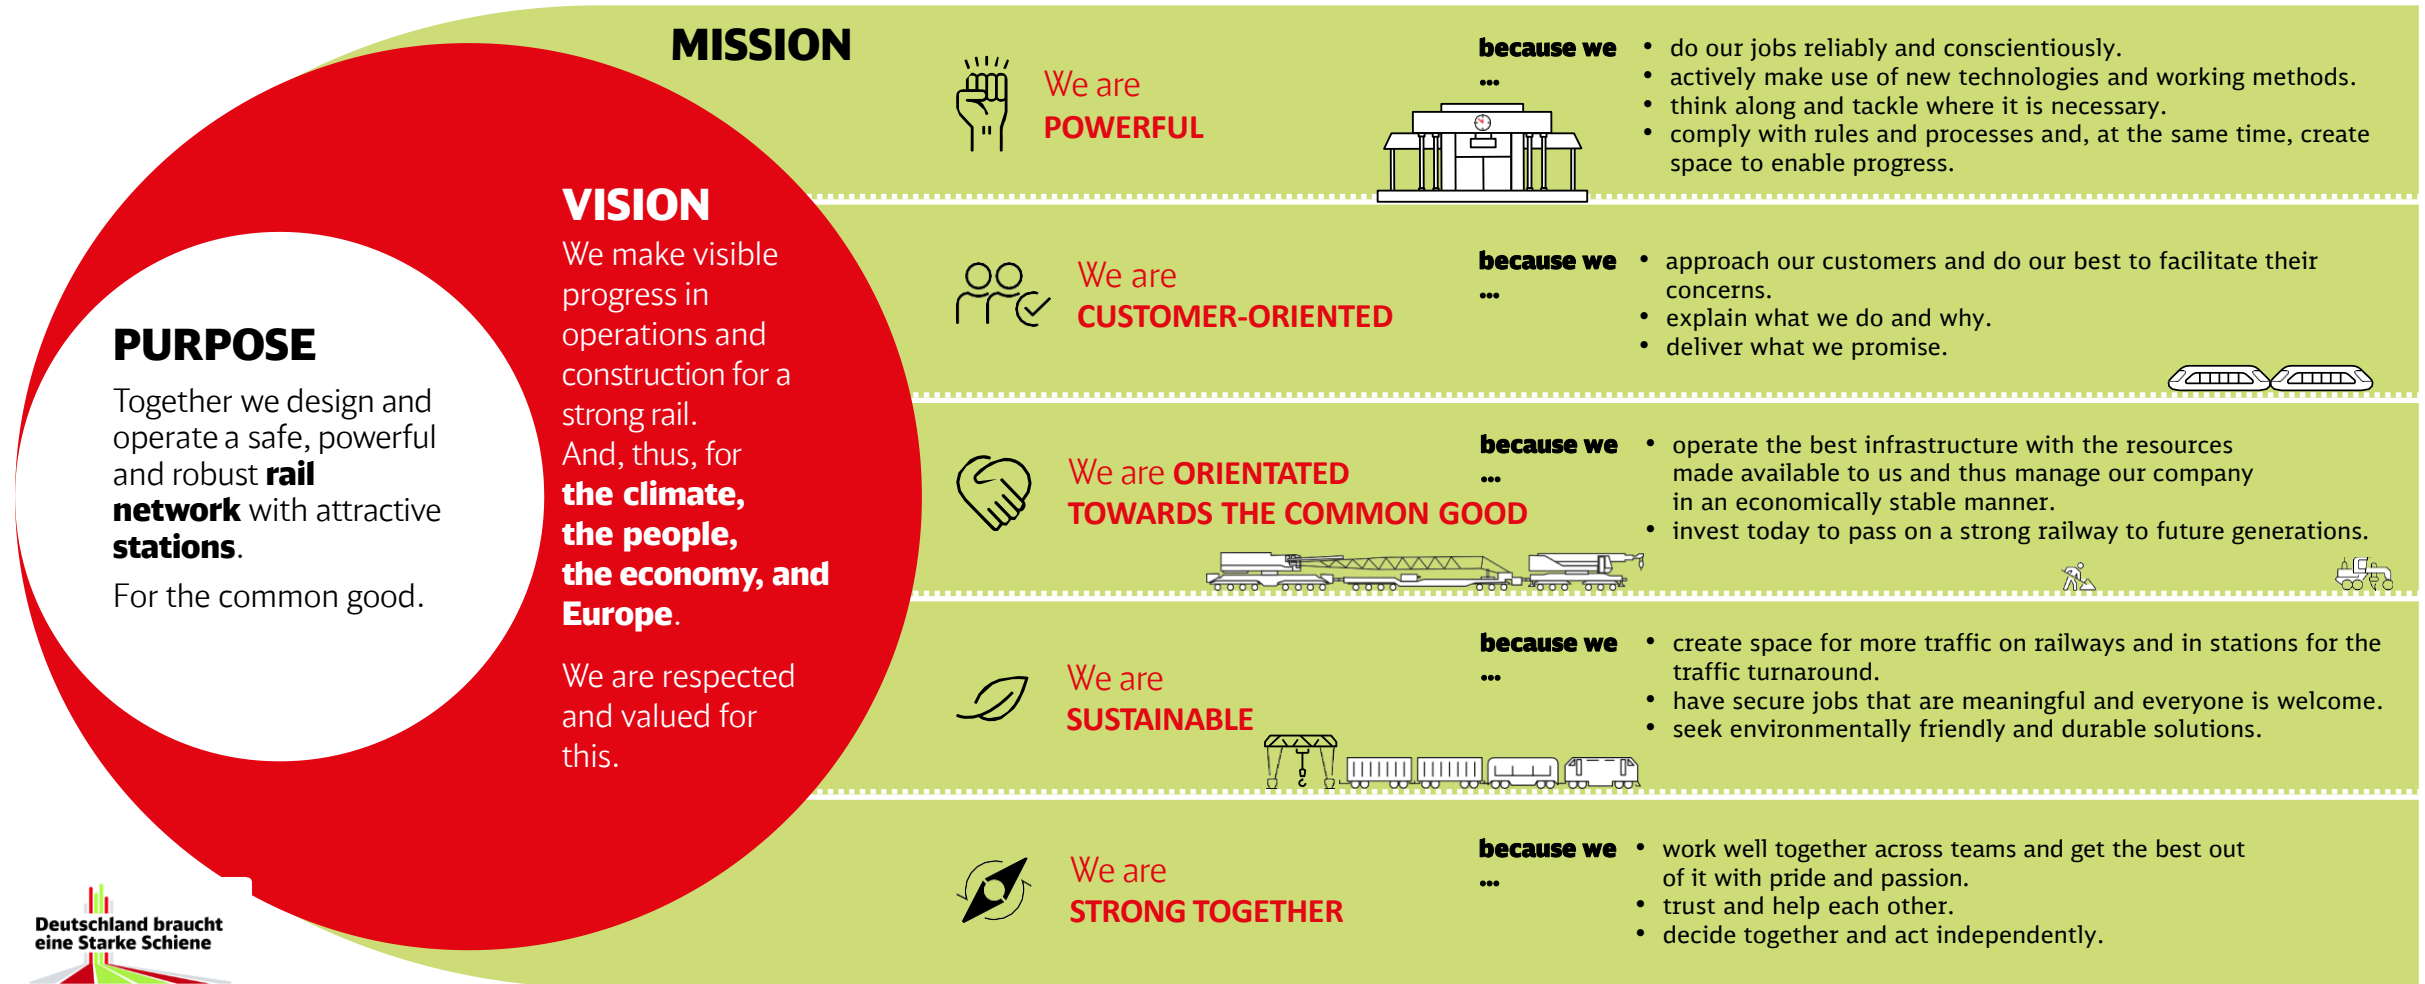 MISSION
PURPOSE
Together we design and
operate a safe, powerful
and robust rail
network with attractive
stations.
For the common good.
VISION
We make visible
progress in
operations and
construction for a
strong rail.
And, thus, for
the climate,
the people,
the economy, and
Europe.
We are respected
and valued for
this.
We are
POWERFUL
because we
...
• do our jobs reliably and conscientiously.
• actively make use of new technologies and working methods.
• think along and tackle where it is necessary.
• comply with rules and processes and, at the same time, create
space to enable progress.
We are
CUSTOMER-ORIENTED
because we
...
• approach our customers and do our best to facilitate their
concerns.
• explain what we do and why.
• deliver what we promise.
We are ORIENTATED
TOWARDS THE COMMON GOOD
because we
...
• operate the best infrastructure with the resources
made available to us and thus manage our company
in an economically stable manner.
• invest today to pass on a strong railway to future generations.
We are
SUSTAINABLE
because we
...
• create space for more traffic on railways and in stations for the
traffic turnaround.
• have secure jobs that are meaningful and everyone is welcome.
• seek environmentally friendly and durable solutions.
We are
STRONG TOGETHER
because we
...
• work well together across teams and get the best out
of it with pride and passion.
• trust and help each other.
• decide together and act independently.
Deutschland braucht
eine Starke Schiene